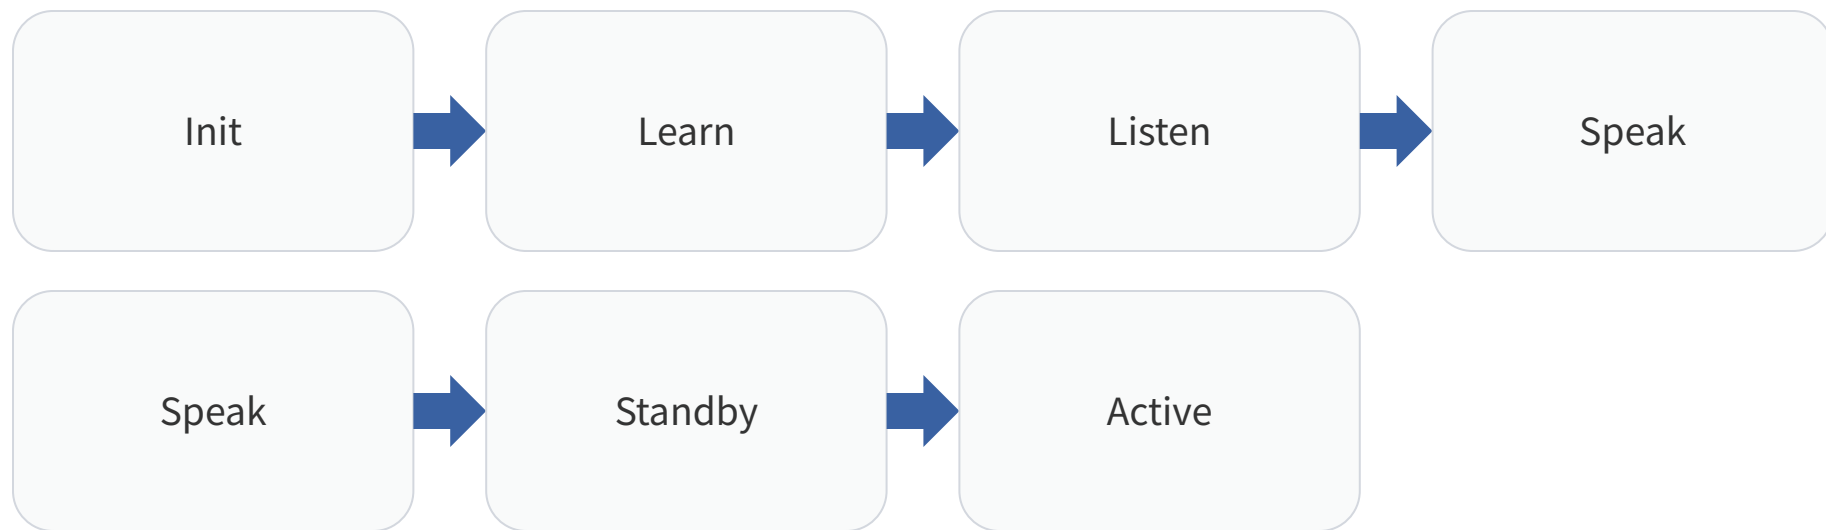 Init
Learn
Listen
Speak
Speak
Standby
Active